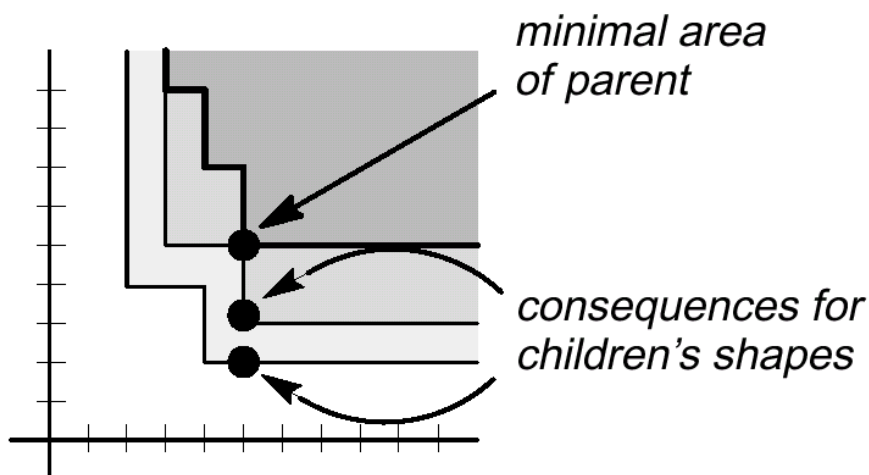 minimal area
of parent
consequences for
children's shapes